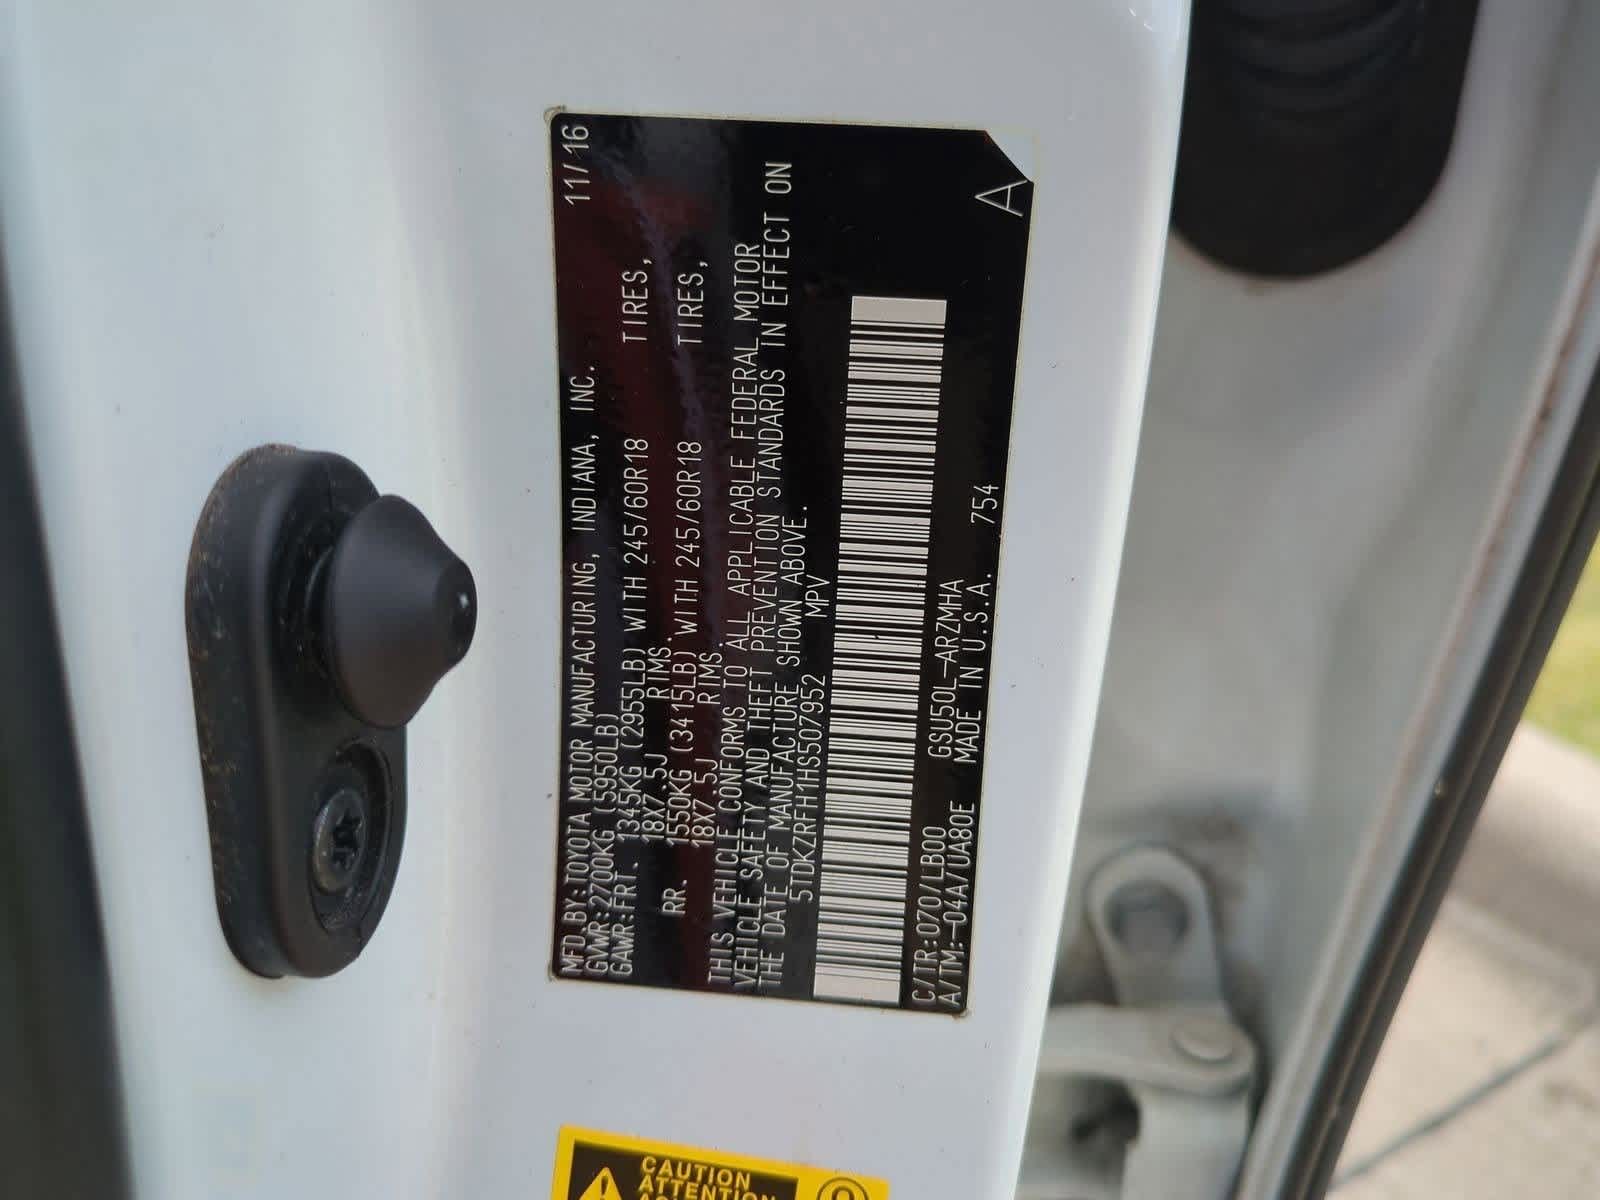 MFD.BY:TOYOTA MOTOR MANUFACTURING, INDIANA, INC. 11/16
GVWR:2700KG(5950LB)
GAWR:FRT. 1345KG(2955LB)WITH 245/60R18 TIRES,
18X7.5J RIMS.
RR. 1550KG(3415LB)WITH 245/60R18 TIRES,
18X7.5J RIMS.
THIS VEHICLE CONFORMS TO ALL APPLICABLE FEDERAL MOTOR
VEHICLE SAFETY AND THEFT PREVENTION STANDARDS IN EFFECT ON
THE DATE OF MANUFACTURE SHOWN ABOVE.
5TDKZRFH1HS507952 MPV
C/TR:070/LB00 GSU50L-ARZMHA
A/TM:-04A/UA80E MADE IN U.S.A. 754
A
CAUTION
ATTENTION